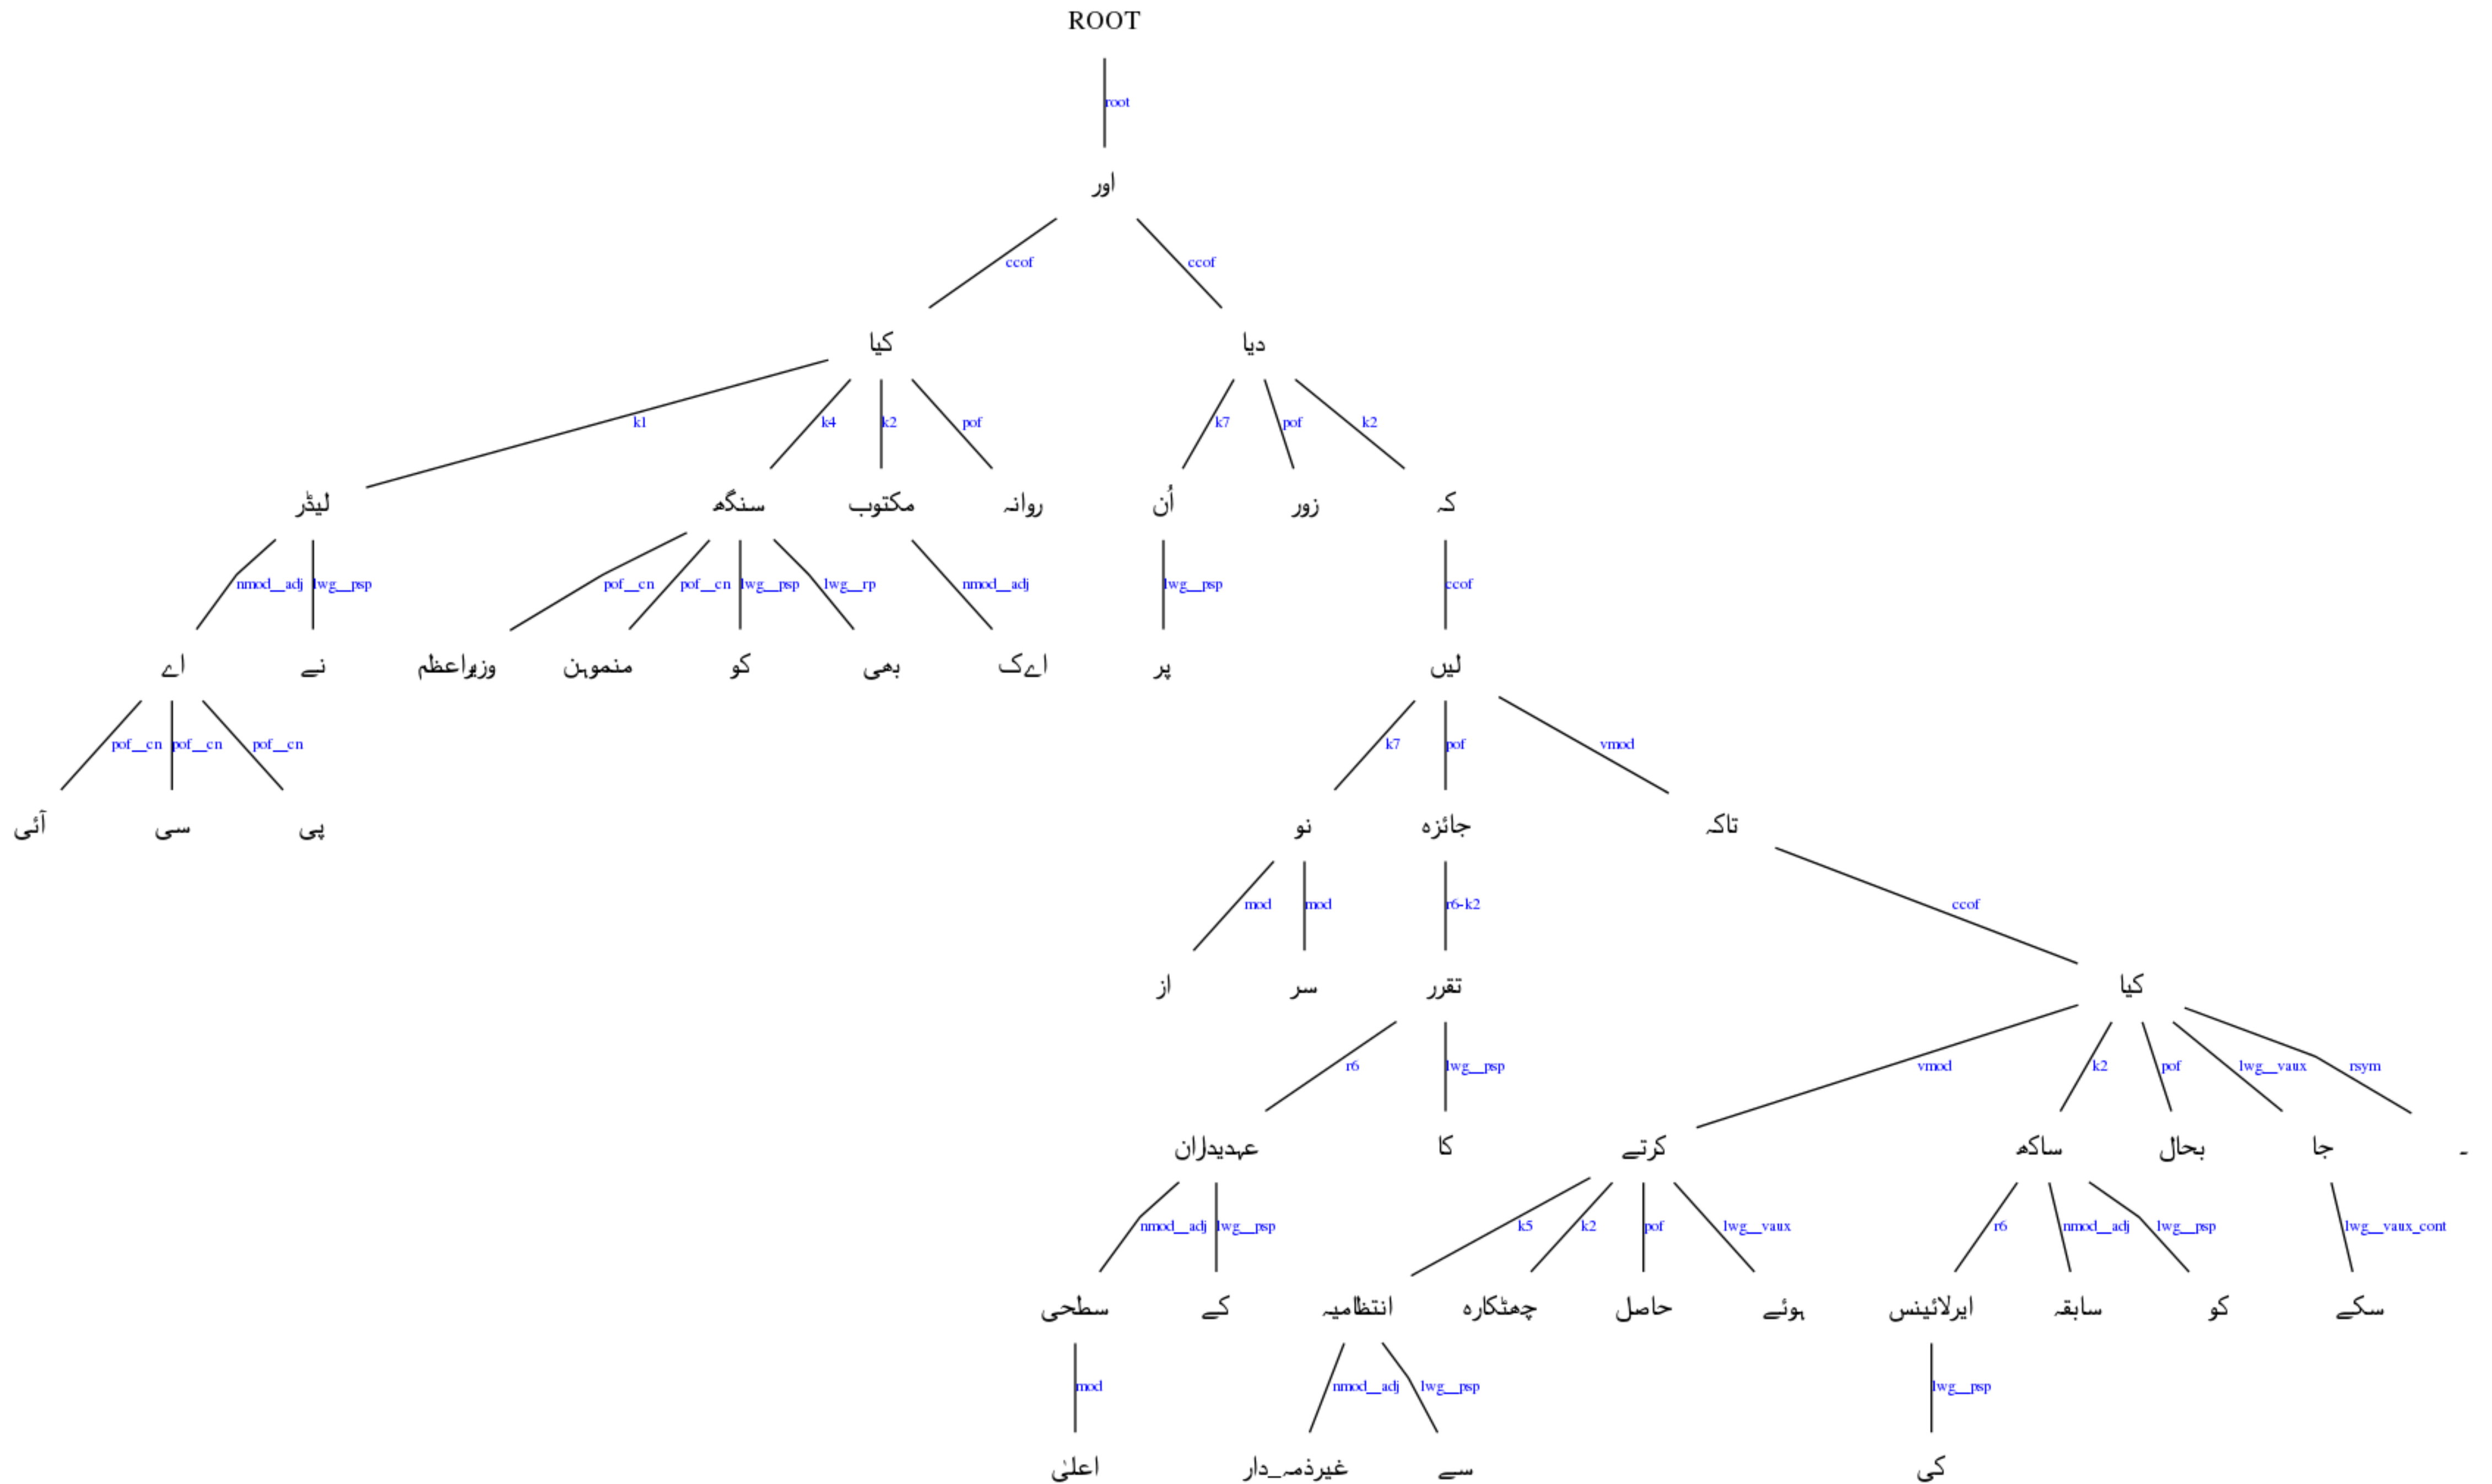 ROOT
root
اور
ccof ccof
کیا دیا
k1 k4 k2 pof k7 pof k2
لیڈر سنگھ مکتوب روانہ اُن زور کہ
nmod__adj lwg__psp pof__cn pof__cn lwg__psp lwg__rp nmod__adj lwg__psp ccof
اے نے وزیراعظم منموہن کو بھی اےک پر لیں
pof__cn pof__cn pof__cn k7 pof vmod
آئی سی پی نو جائزہ تاکہ
mod mod r6-k2 ccof
از سر تقرر کیا
r6 lwg__psp vmod k2 pof lwg__vaux rsym
عہدیداران کا کرتے ساکھ بحال جا ۔
nmod__adj lwg__psp k5 k2 pof lwg__vaux r6 nmod__adj lwg__psp lwg__vaux_cont
سطحی کے انتظامیہ چھٹکارہ حاصل ہوئے ایرلائینس سابقہ کو سکے
mod nmod__adj lwg__psp lwg__psp
اعلیٰ غیرذمہ_دار سے کی